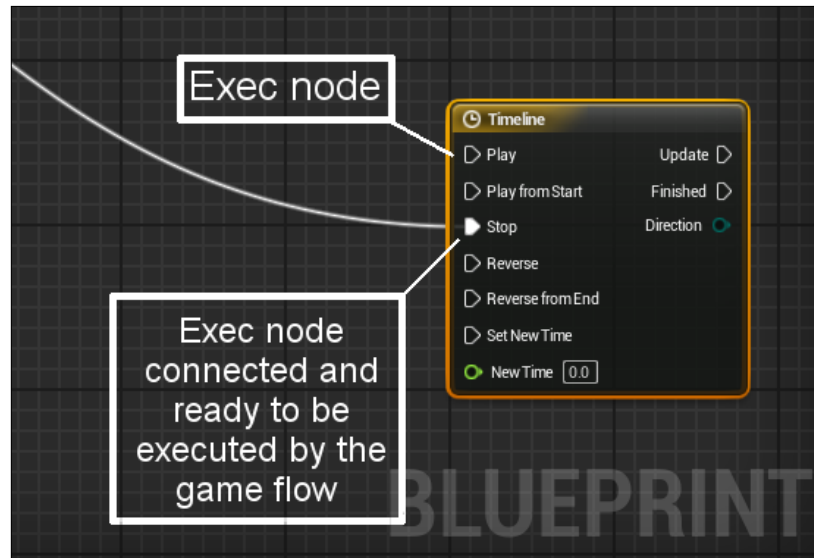 Exec node
Timeline
Play
Update
Play from Start
Finished
Stop
Direction
Reverse
Reverse from End
Set New Time
New Time 0.0
Exec node
connected and
ready to be
executed by the
game flow
BLUEPRINT